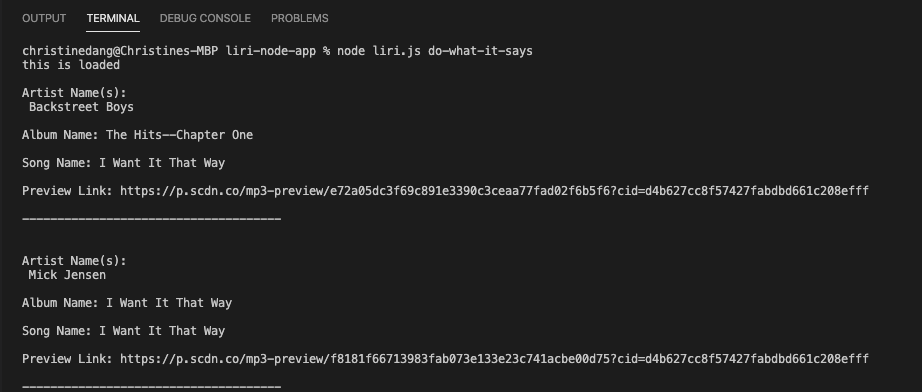 OUTPUT TERMINAL DEBUG CONSOLE PROBLEMS
christinedang@Christines-MBP liri-node-app % node liri.js do-what-it-says
this is loaded
Artist Name(s):
Backstreet Boys
Album Name: The Hits--Chapter One
Song Name: I Want It That Way
Preview Link: https://p.scdn.co/mp3-preview/e72a05dc3f69c891e3390c3ceaa77fad02f6b5f6?cid=d4b627cc8f57427fabdbd661c208efff
-------------------------------------
Artist Name(s):
Mick Jensen
Album Name: I Want It That Way
Song Name: I Want It That Way
Preview Link: https://p.scdn.co/mp3-preview/f8181f66713983fab073e133e23c741acbe00d75?cid=d4b627cc8f57427fabdbd661c208efff
-------------------------------------